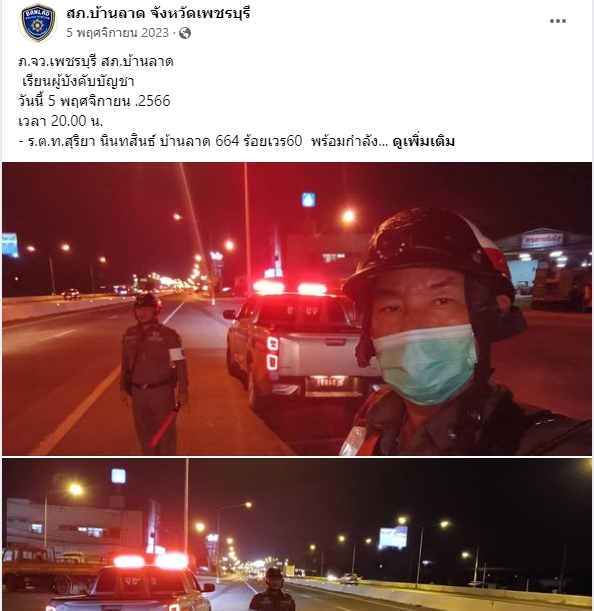 สภ.บ้านลาด จังหวัดเพชรบุรี
5 พฤศจิกายน 2023 ·
ภ.จว.เพชรบุรี สภ.บ้านลาด
เรียนผู้บังคับบัญชา
วันนี้ 5 พฤศจิกายน .2566
เวลา 20.00 น.
- ร.ต.ท.สุริยา นินทสินธ์ บ้านลาด 664 ร้อยเวร60 พร้อมกำลัง... ดูเพิ่มเติม